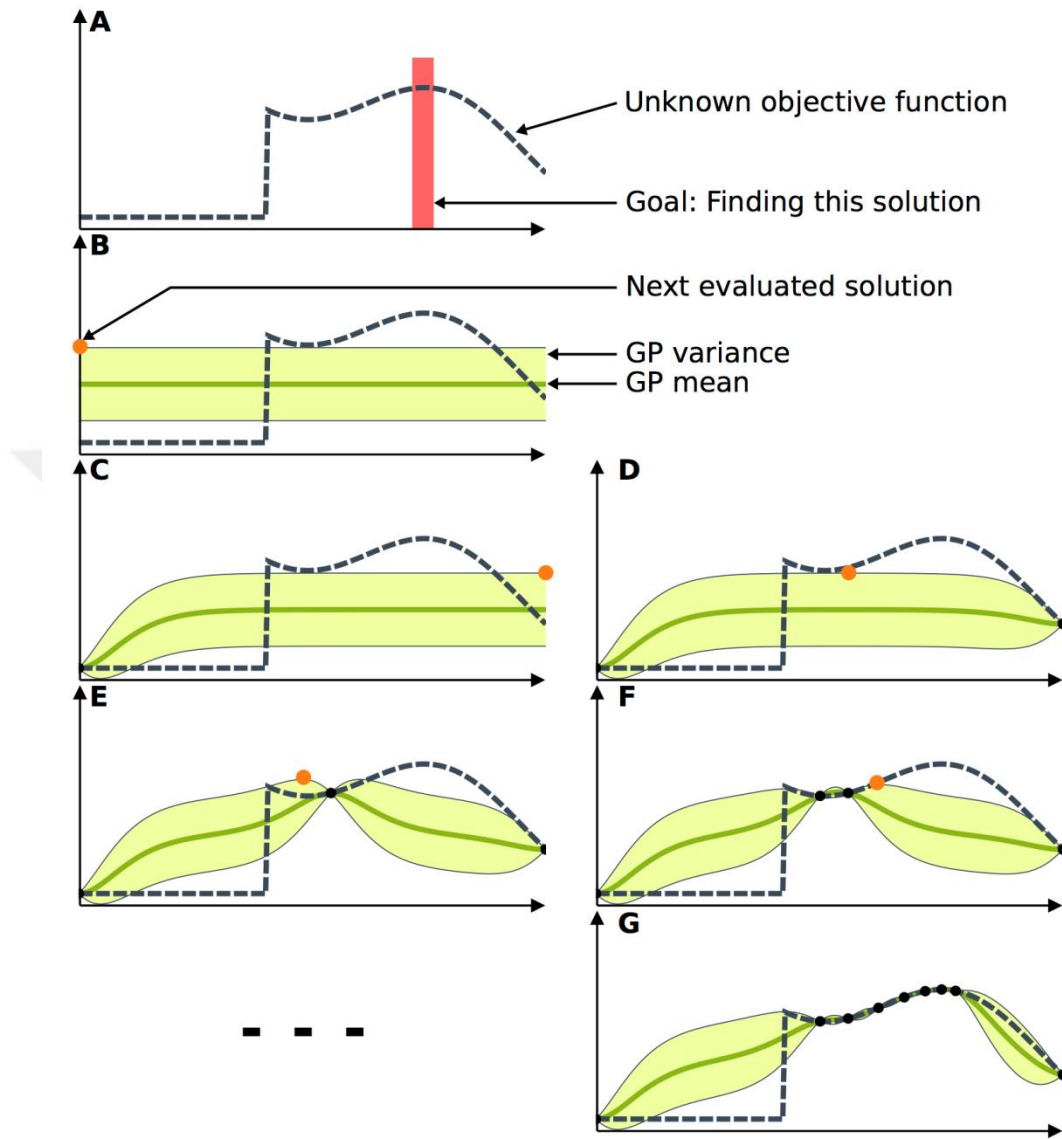 A
Unknown objective function
Goal: Finding this solution
B
Next evaluated solution
GP variance
GP mean
C
D
E
F
G